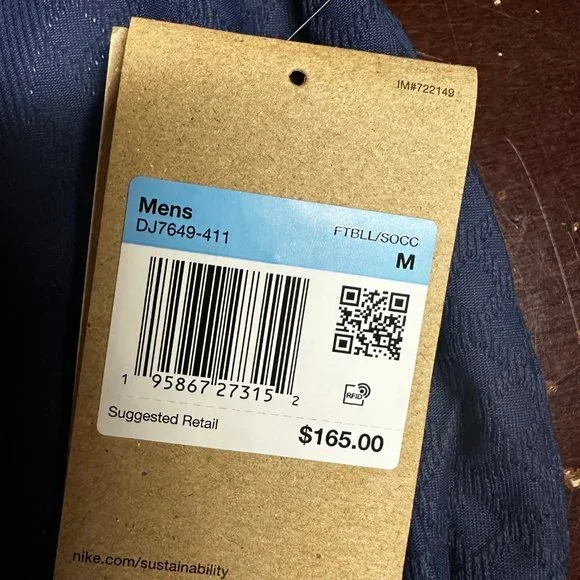 IM#722149
Mens
DJ7649-411
FTBLL/SOCC
M
1 95867 27315 2
RFID
Suggested Retail
$165.00
nike.com/sustainability